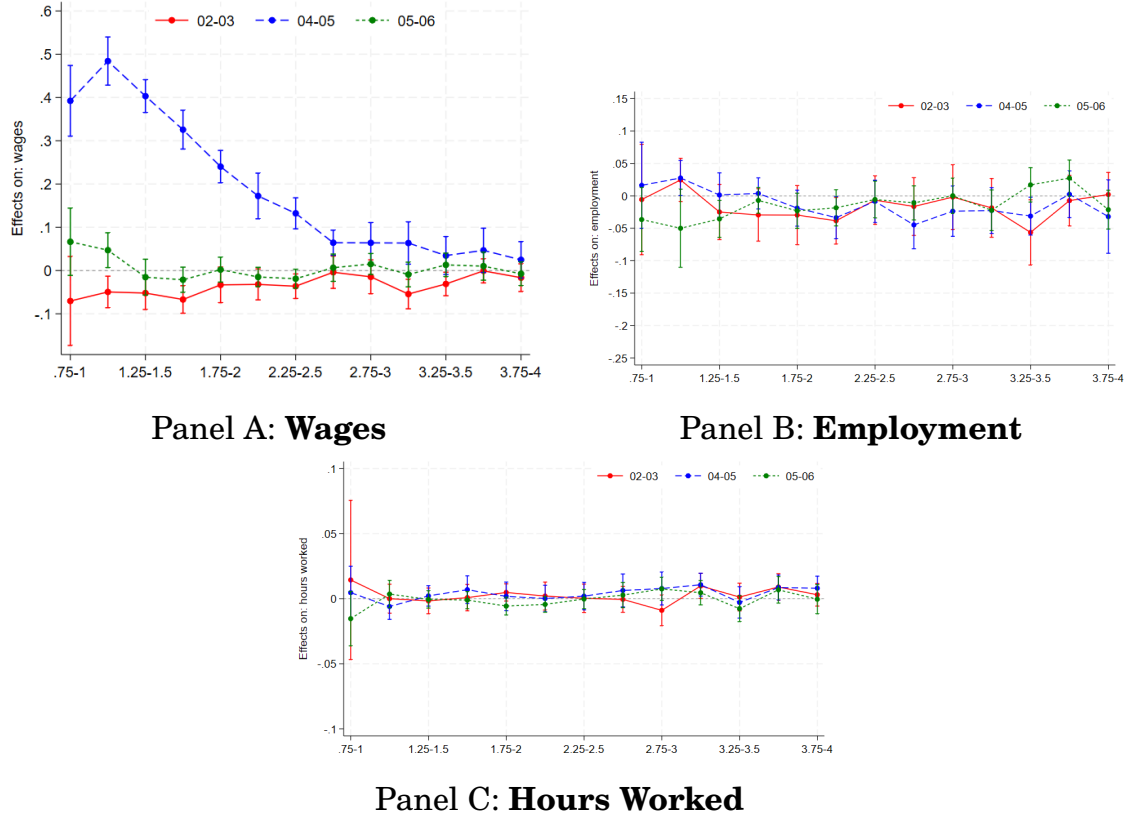 02-03 04-05 05-06
Effects on: wages
.6
.5
.4
.3
.2
.1
0
-.1
.75-1 1.25-1.5 1.75-2 2.25-2.5 2.75-3 3.25-3.5 3.75-4
Panel A: Wages
02-03 04-05 05-06
Effects on: employment
.15
.1
.05
0
-.05
-.1
-.15
-.2
-.25
.75-1 1.25-1.5 1.75-2 2.25-2.5 2.75-3 3.25-3.5 3.75-4
Panel B: Employment
02-03 04-05 05-06
Effects on: hours worked
.1
.05
0
-.05
-.1
.75-1 1.25-1.5 1.75-2 2.25-2.5 2.75-3 3.25-3.5 3.75-4
Panel C: Hours Worked